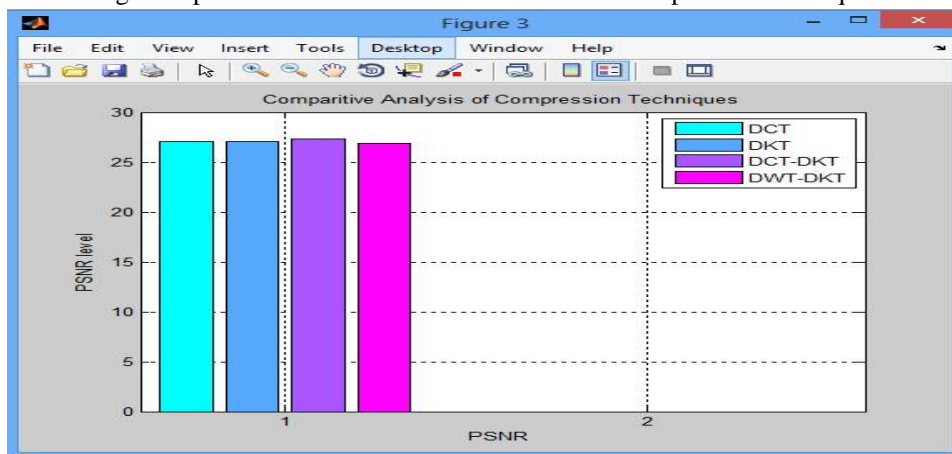 Figure 3
File Edit View Insert Tools Desktop Window Help
Comparitive Analysis of Compression Techniques
30
25
20
15
10
5
0
PSNR level
1
2
PSNR
DCT
DKT
DCT-DKT
DWT-DKT